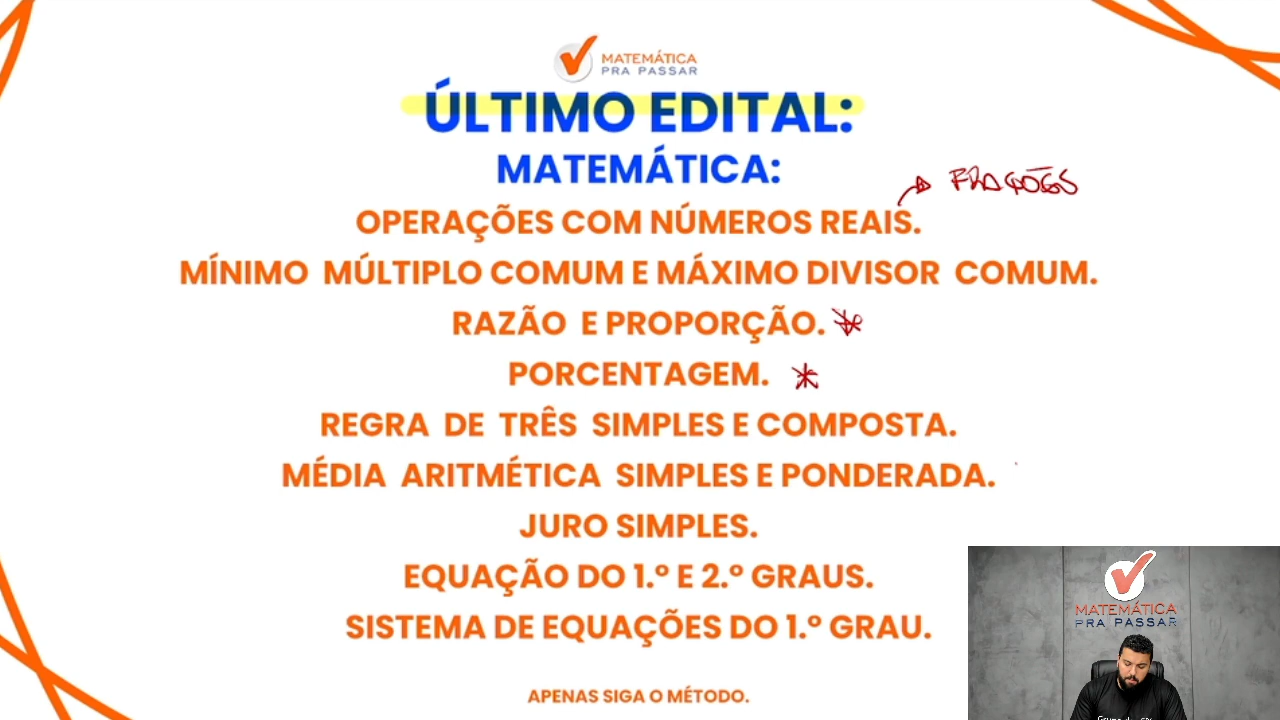 MATEMÁTICA
PRA PASSAR
ÚLTIMO EDITAL:
MATEMÁTICA:
FRAÇÕES
OPERAÇÕES COM NÚMEROS REAIS.
MÍNIMO MÚLTIPLO COMUM E MÁXIMO DIVISOR COMUM.
RAZÃO E PROPORÇÃO.
PORCENTAGEM.
REGRA DE TRÊS SIMPLES E COMPOSTA.
MÉDIA ARITMÉTICA SIMPLES E PONDERADA.
JURO SIMPLES.
EQUAÇÃO DO 1.º E 2.º GRAUS.
SISTEMA DE EQUAÇÕES DO 1.º GRAU.
MATEMÁTICA
PRA PASSAR
APENAS SIGA O MÉTODO.